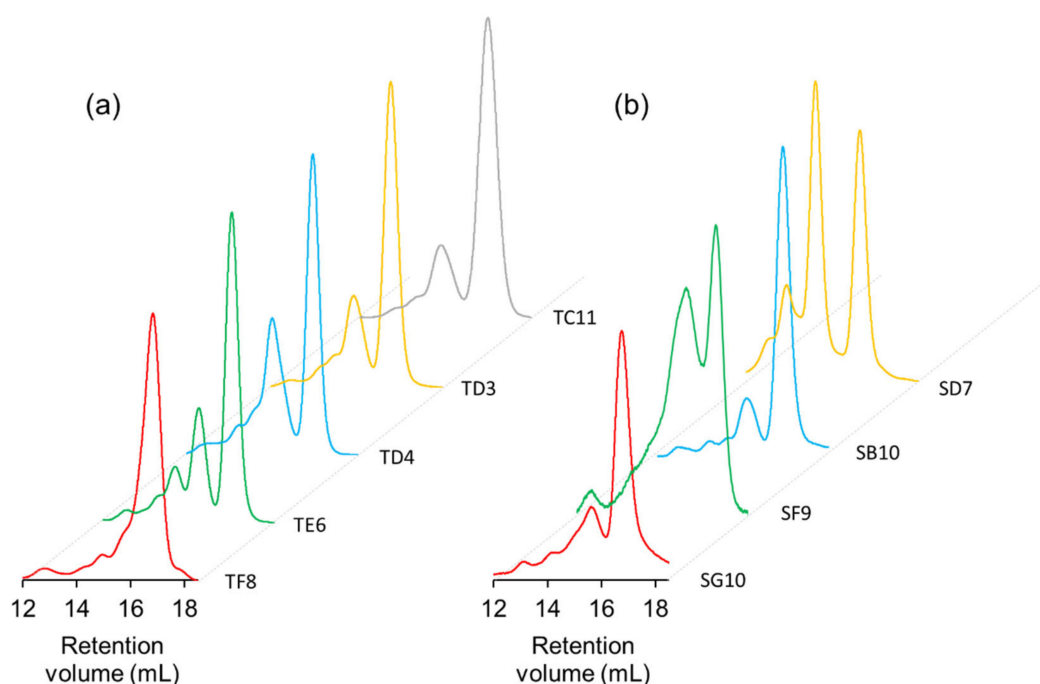 (a)
(b)
TC11
TD3
SD7
TD4
SB10
TE6
SF9
TF8
SG10
12 14 16 18
12 14 16 18
Retention
volume (mL)
Retention
volume (mL)